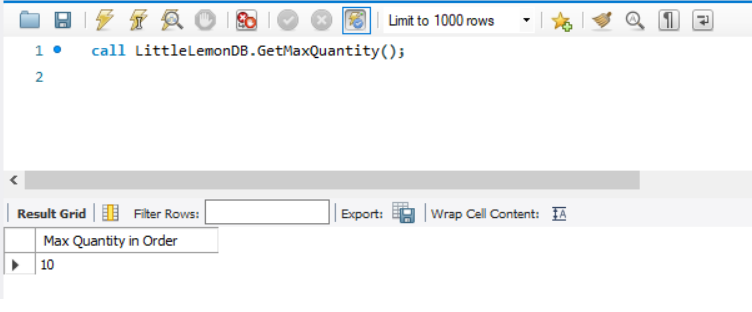 Limit to 1000 rows
1 call LittleLemonDB.GetMaxQuantity();
2
Result Grid Filter Rows: Export: Wrap Cell Content: IA
Max Quantity in Order
10